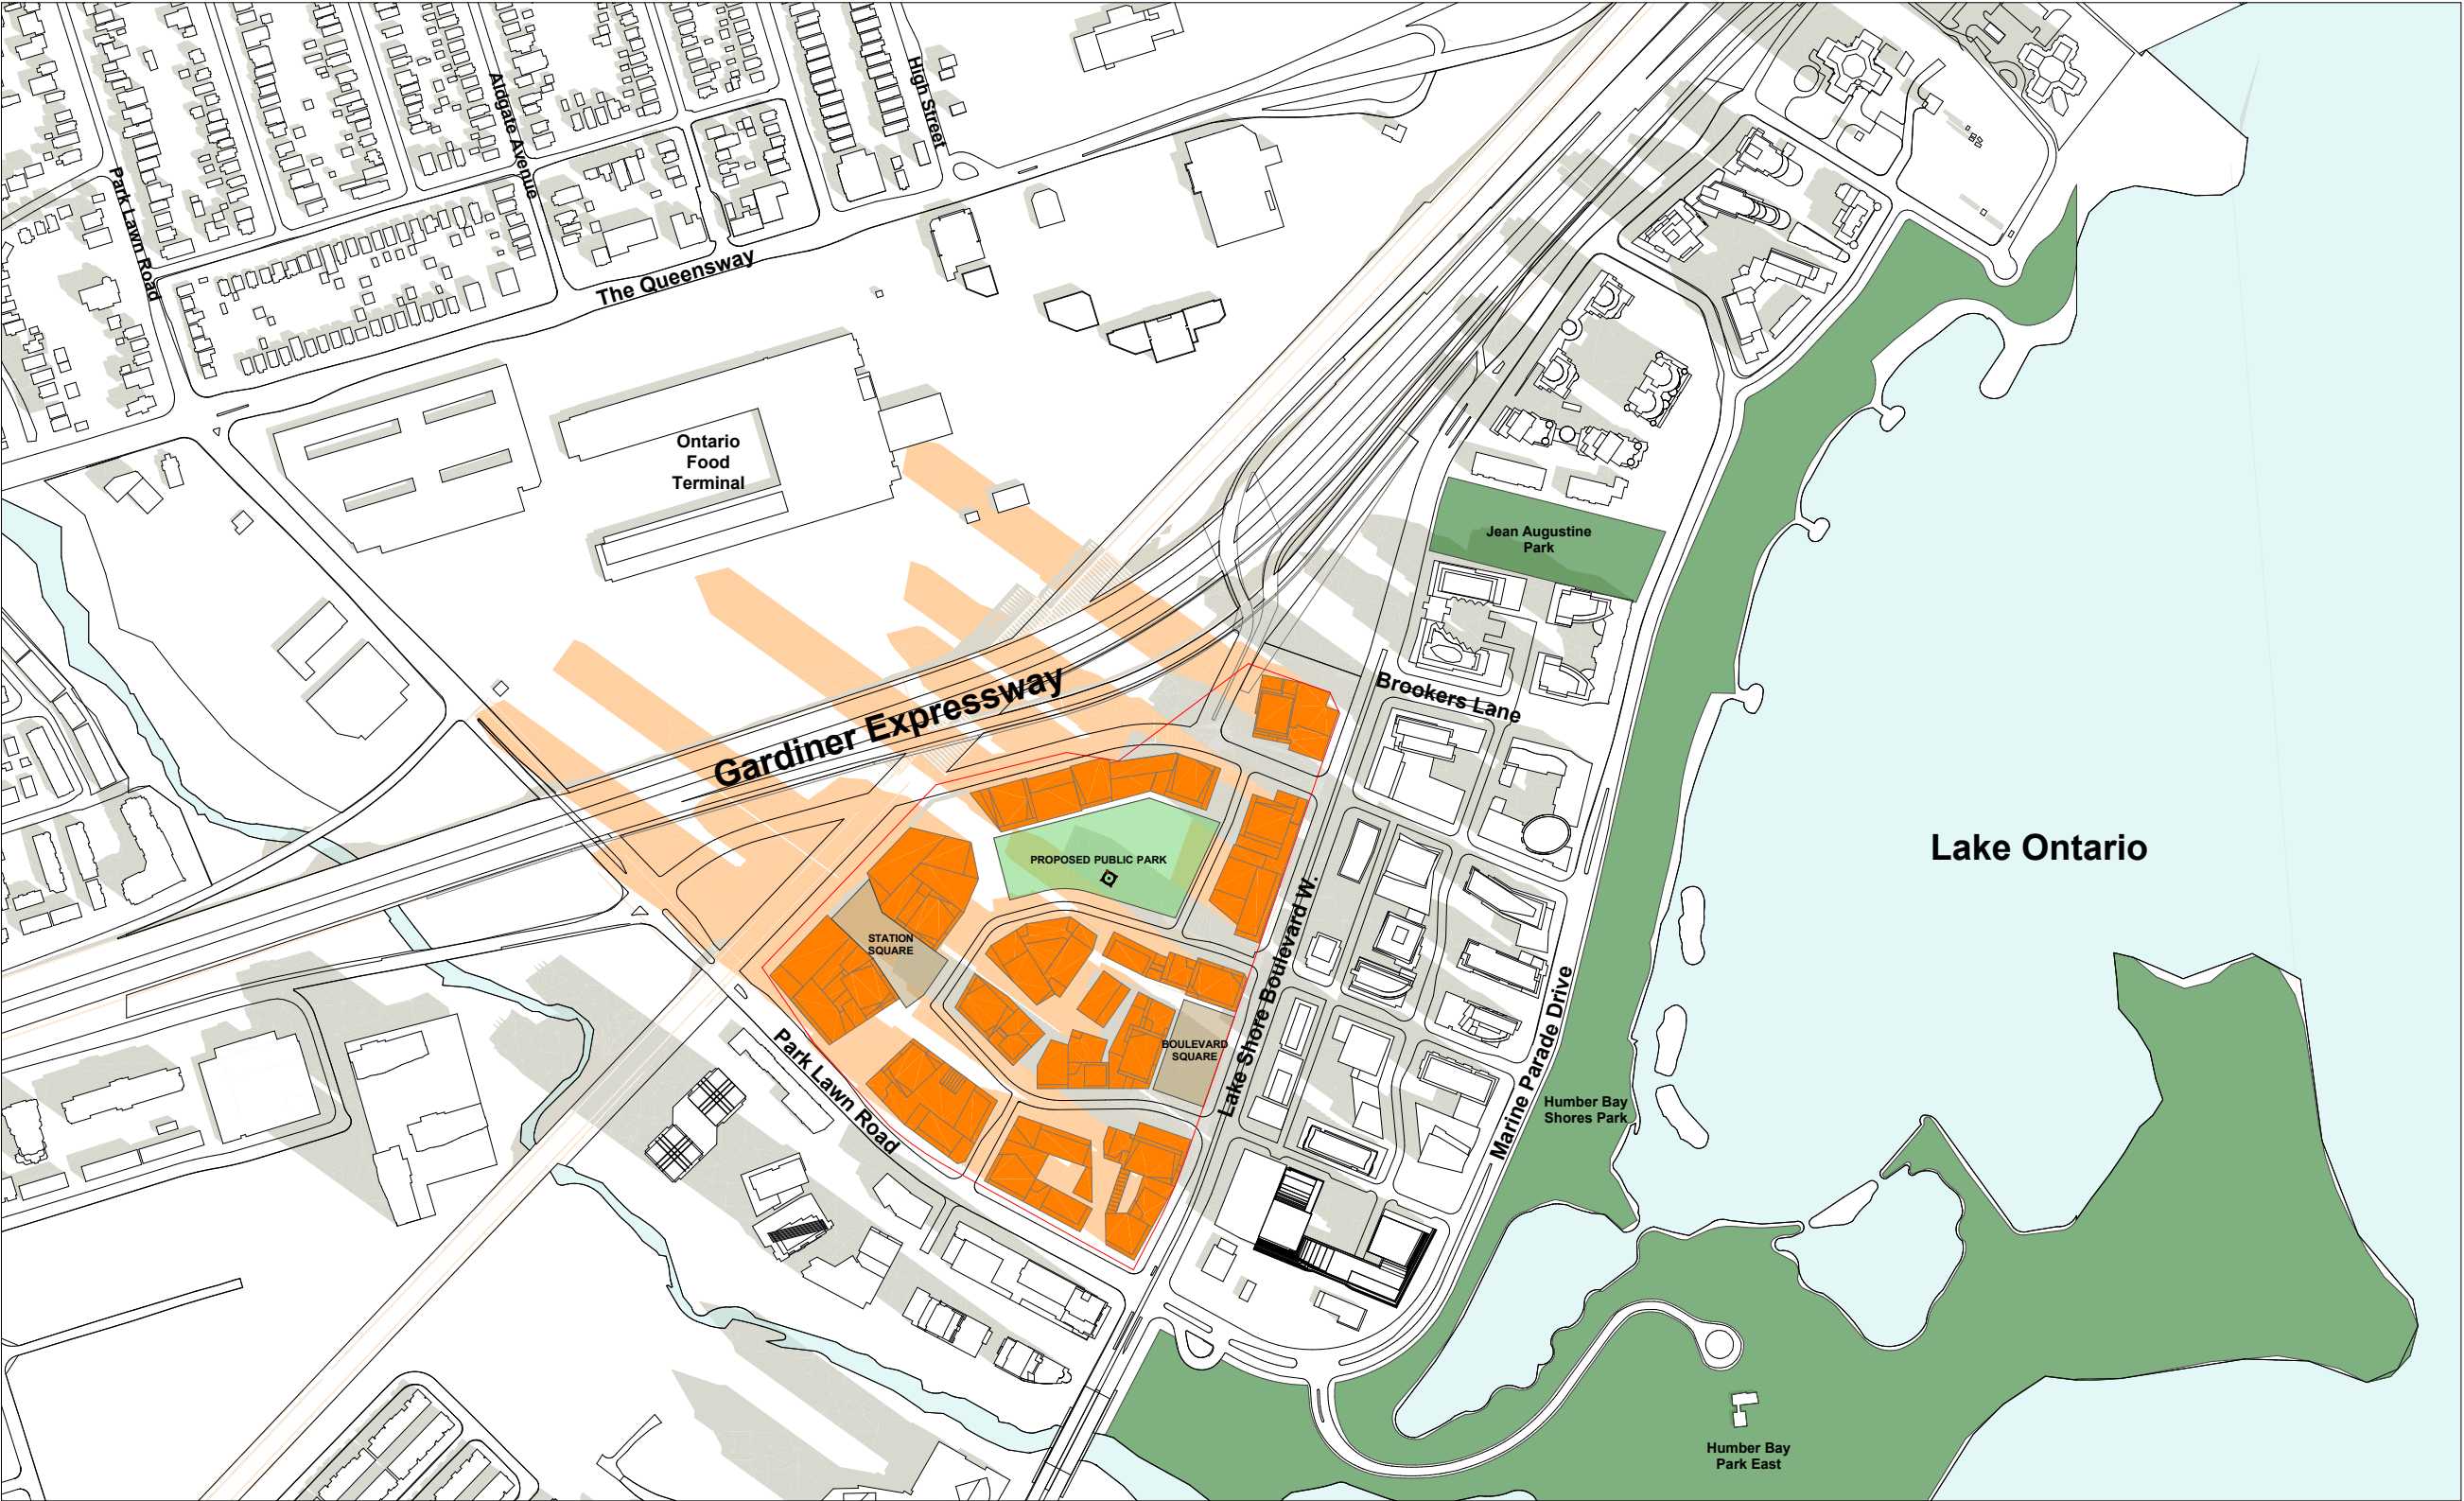 High Street
Aldgate Avenue
Park Lawn Road
The Queensway
Ontario
Food
Terminal
Jean Augustine
Park
Gardiner Expressway
Brookers Lane
PROPOSED PUBLIC PARK
Lake Ontario
STATION
SQUARE
Lake Shore Boulevard W.
BOULEVARD
SQUARE
Marine Parade Drive
Park Lawn Road
Humber Bay
Shores Park
Humber Bay
Park East